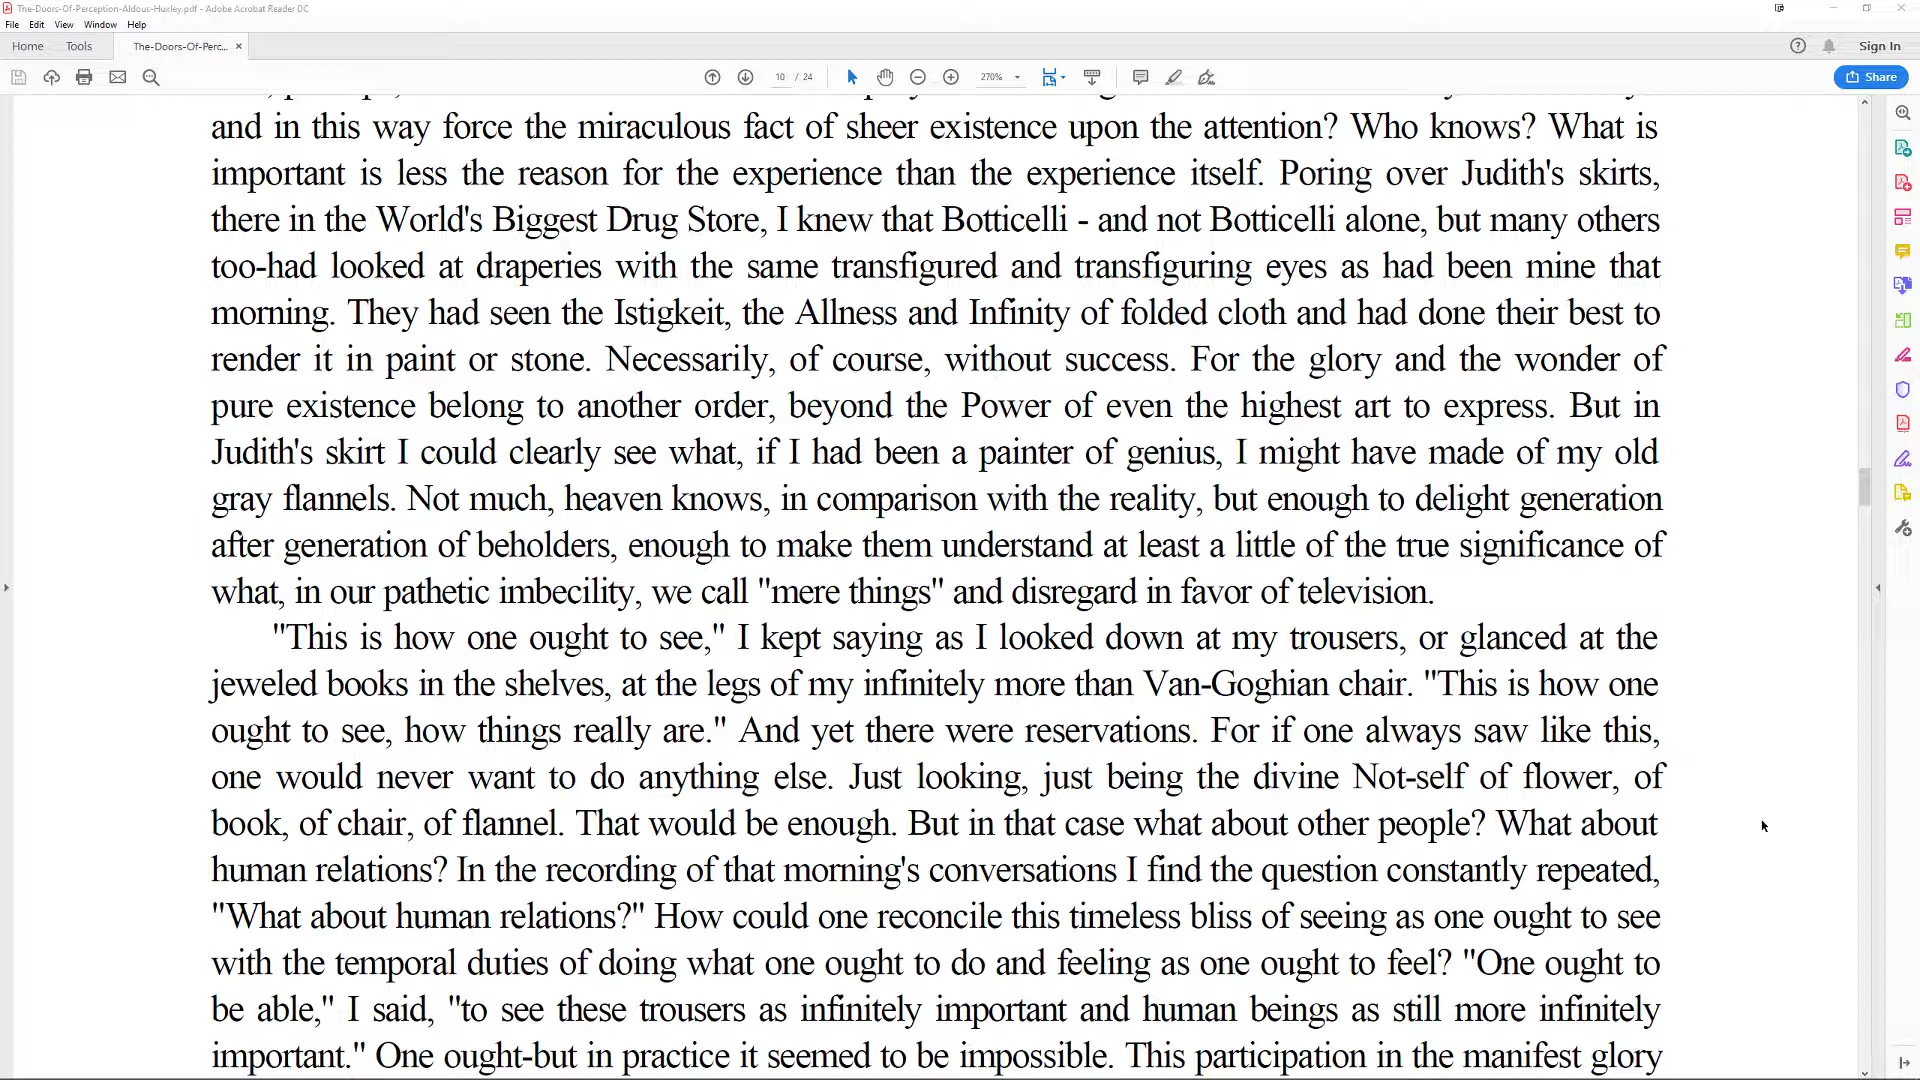 The-Doors-Of-Perception-Aldous-Huxley.pdf - Adobe Acrobat Reader DC
File Edit View Window Help
Home Tools The-Doors-Of-Perc... × Sign In
10 / 24 270% Share
and in this way force the miraculous fact of sheer existence upon the attention? Who knows? What is
important is less the reason for the experience than the experience itself. Poring over Judith's skirts,
there in the World's Biggest Drug Store, I knew that Botticelli - and not Botticelli alone, but many others
too-had looked at draperies with the same transfigured and transfiguring eyes as had been mine that
morning. They had seen the Istigkeit, the Allness and Infinity of folded cloth and had done their best to
render it in paint or stone. Necessarily, of course, without success. For the glory and the wonder of
pure existence belong to another order, beyond the Power of even the highest art to express. But in
Judith's skirt I could clearly see what, if I had been a painter of genius, I might have made of my old
gray flannels. Not much, heaven knows, in comparison with the reality, but enough to delight generation
after generation of beholders, enough to make them understand at least a little of the true significance of
what, in our pathetic imbecility, we call "mere things" and disregard in favor of television.
"This is how one ought to see," I kept saying as I looked down at my trousers, or glanced at the
jeweled books in the shelves, at the legs of my infinitely more than Van-Goghian chair. "This is how one
ought to see, how things really are." And yet there were reservations. For if one always saw like this,
one would never want to do anything else. Just looking, just being the divine Not-self of flower, of
book, of chair, of flannel. That would be enough. But in that case what about other people? What about
human relations? In the recording of that morning's conversations I find the question constantly repeated,
"What about human relations?" How could one reconcile this timeless bliss of seeing as one ought to see
with the temporal duties of doing what one ought to do and feeling as one ought to feel? "One ought to
be able," I said, "to see these trousers as infinitely important and human beings as still more infinitely
important." One ought-but in practice it seemed to be impossible. This participation in the manifest glory